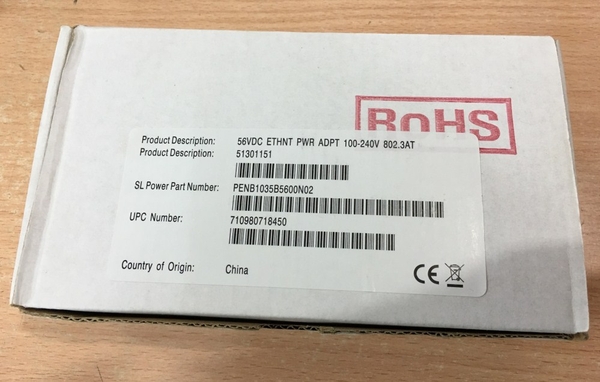 RoHS
Product Description: 56VDC ETHNT PWR ADPT 100-240V 802.3AT
Product Description: 51301151
SL Power Part Number: PENB1035B5600N02
UPC Number: 710980718450
Country of Origin: China
CE